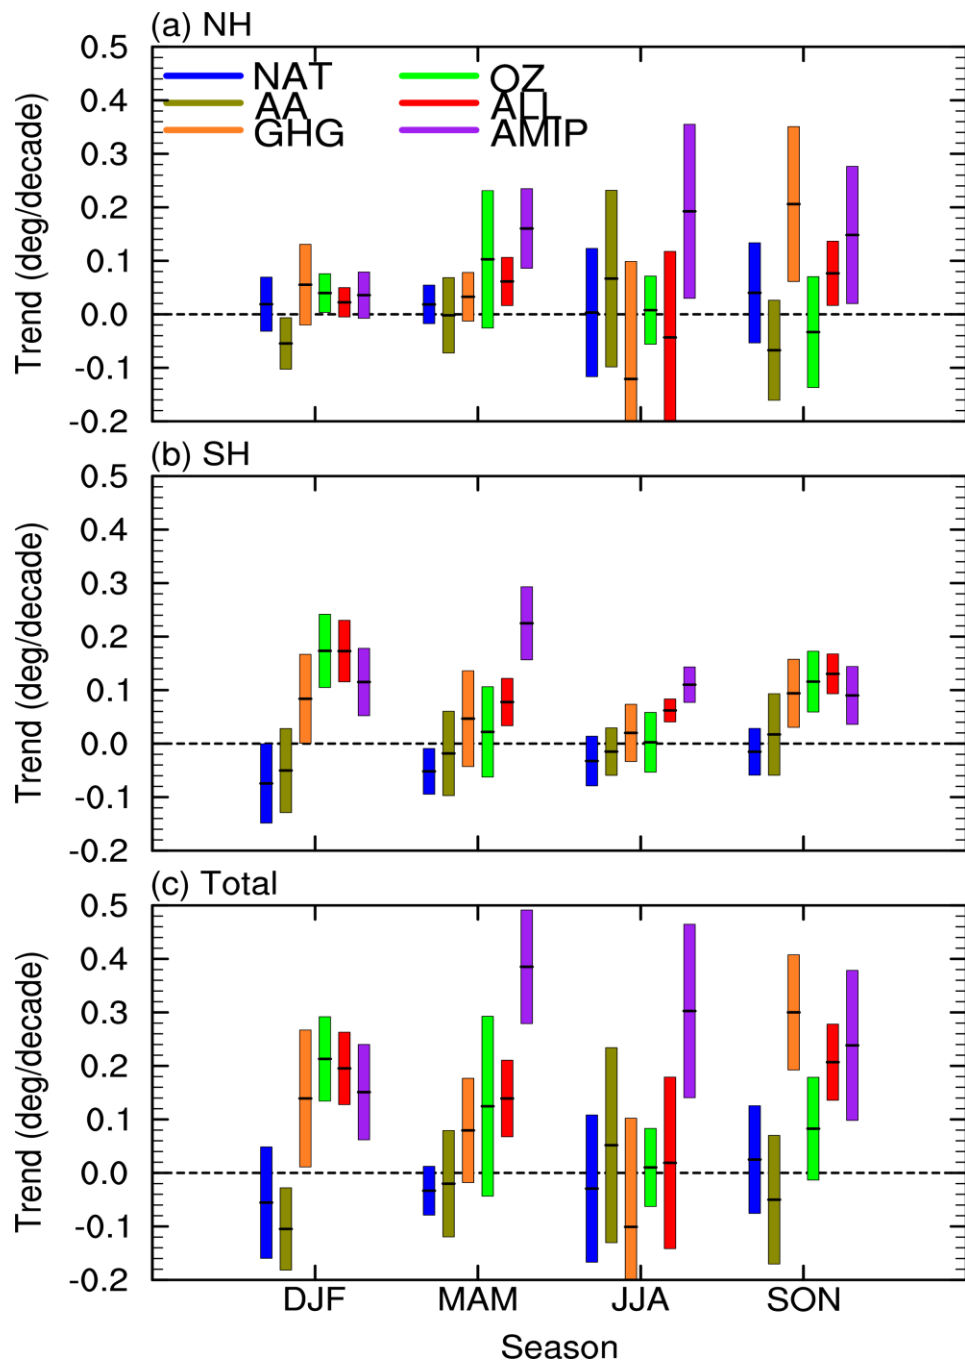 (a) NH
0.5
0.4
0.3
0.2
0.1
0.0
-0.1
-0.2
Trend (deg/decade)
NAT
AA
GHG
OZ
ALL
AMIP
(b) SH
0.5
0.4
0.3
0.2
0.1
0.0
-0.1
-0.2
Trend (deg/decade)
(c) Total
0.5
0.4
0.3
0.2
0.1
0.0
-0.1
-0.2
Trend (deg/decade)
DJF MAM JJA SON
Season